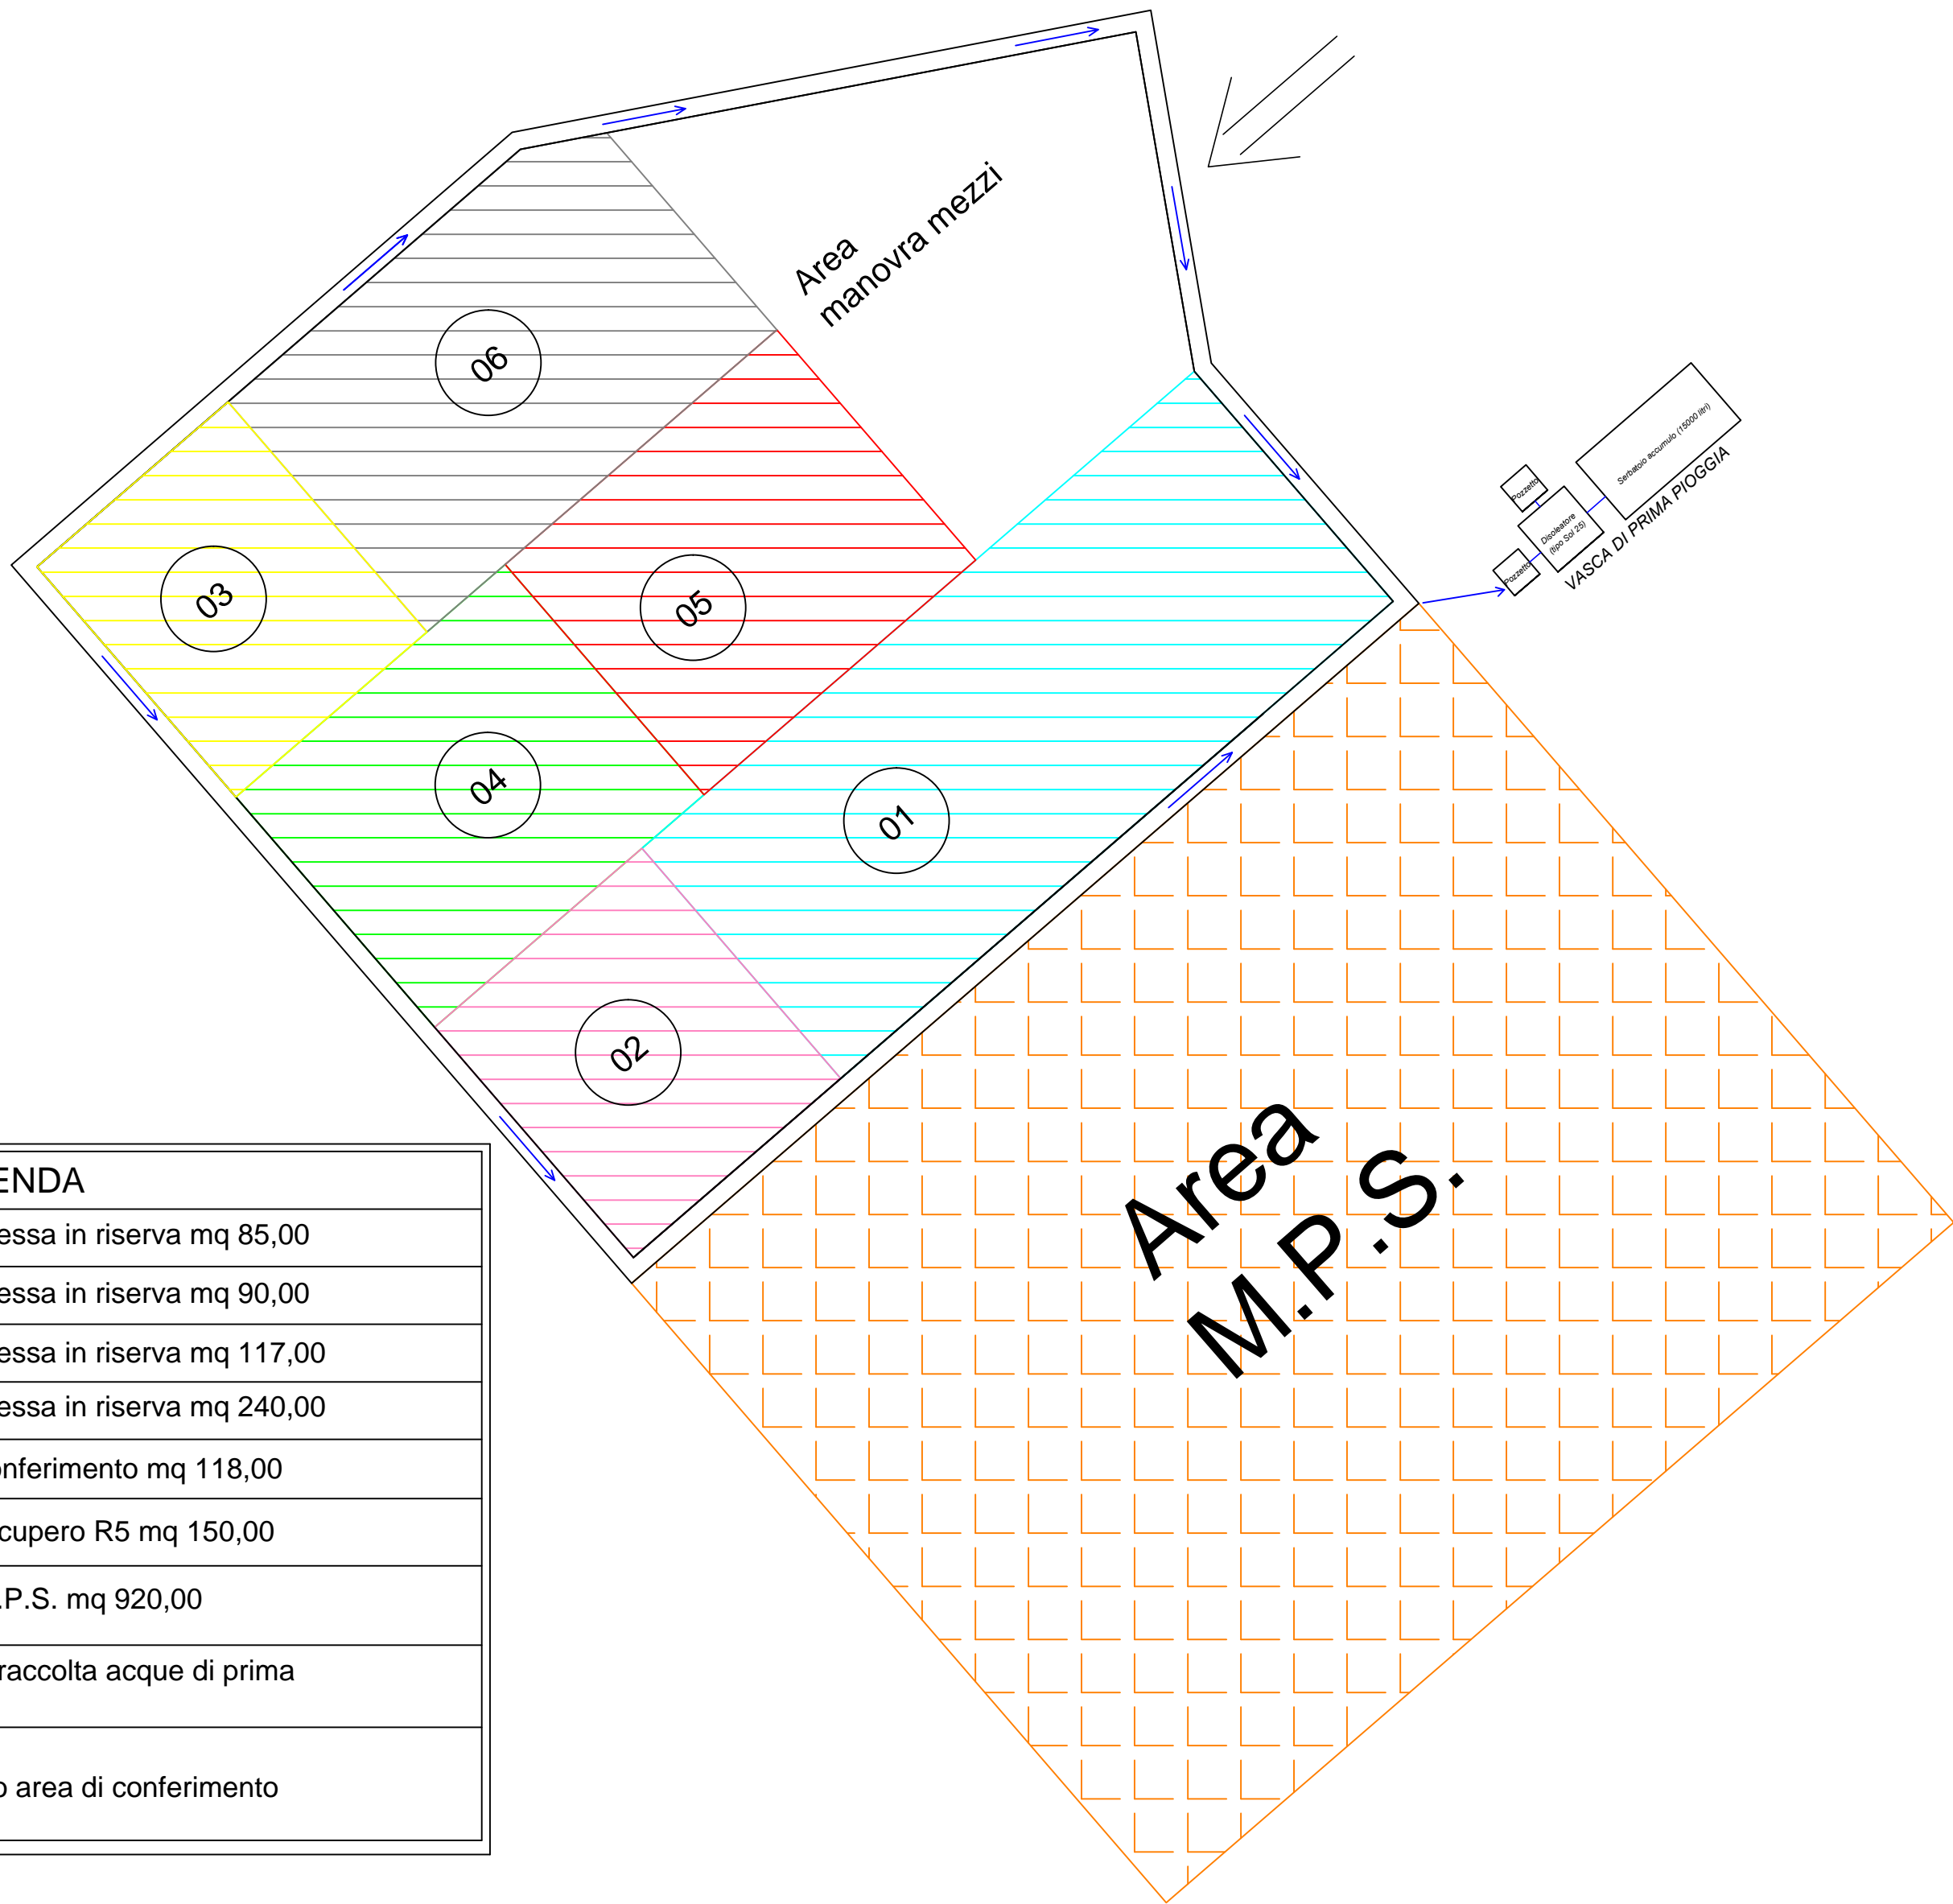 Area
manovra mezzi
06
03
05
04
01
02
Serbatoio accumulo (15000 litri)
Pozzetto
Disoleatore
(tipo Sol 25)
Pozzetto
VASCA DI PRIMA PIOGGIA
Area
M.P.S.
ENDA
essa in riserva mq 85,00
essa in riserva mq 90,00
essa in riserva mq 117,00
essa in riserva mq 240,00
onferimento mq 118,00
cupero R5 mq 150,00
.P.S. mq 920,00
raccolta acque di prima
o area di conferimento